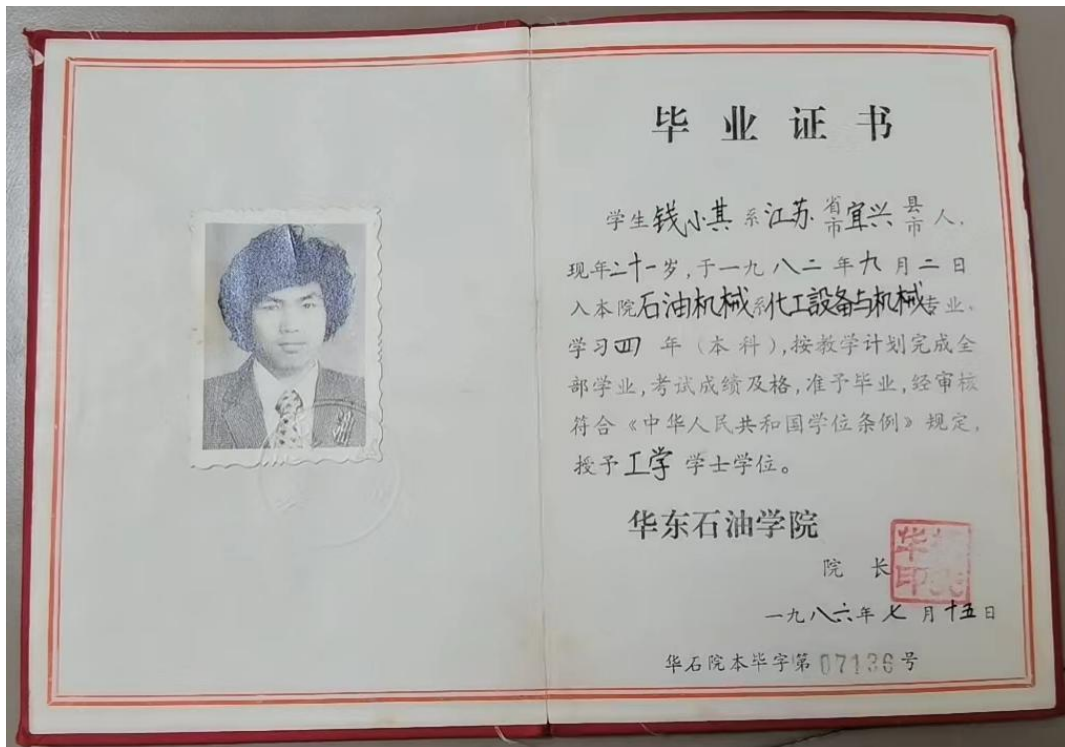 毕业证书
学生钱小其系江苏省市宜兴县市人,
现年二十一岁,于一九八二年九月二日
入本院石油机械系化工設备与机械专业.
学习四年(本科),按教学计划完成全
部学业,考试成绩及格,准予毕业,经审核
符合《中华人民共和国学位条例》规定,
授予工学学士学位。
华东石油学院
院长
一九八六年七月十五日
华石院本毕字第07136号